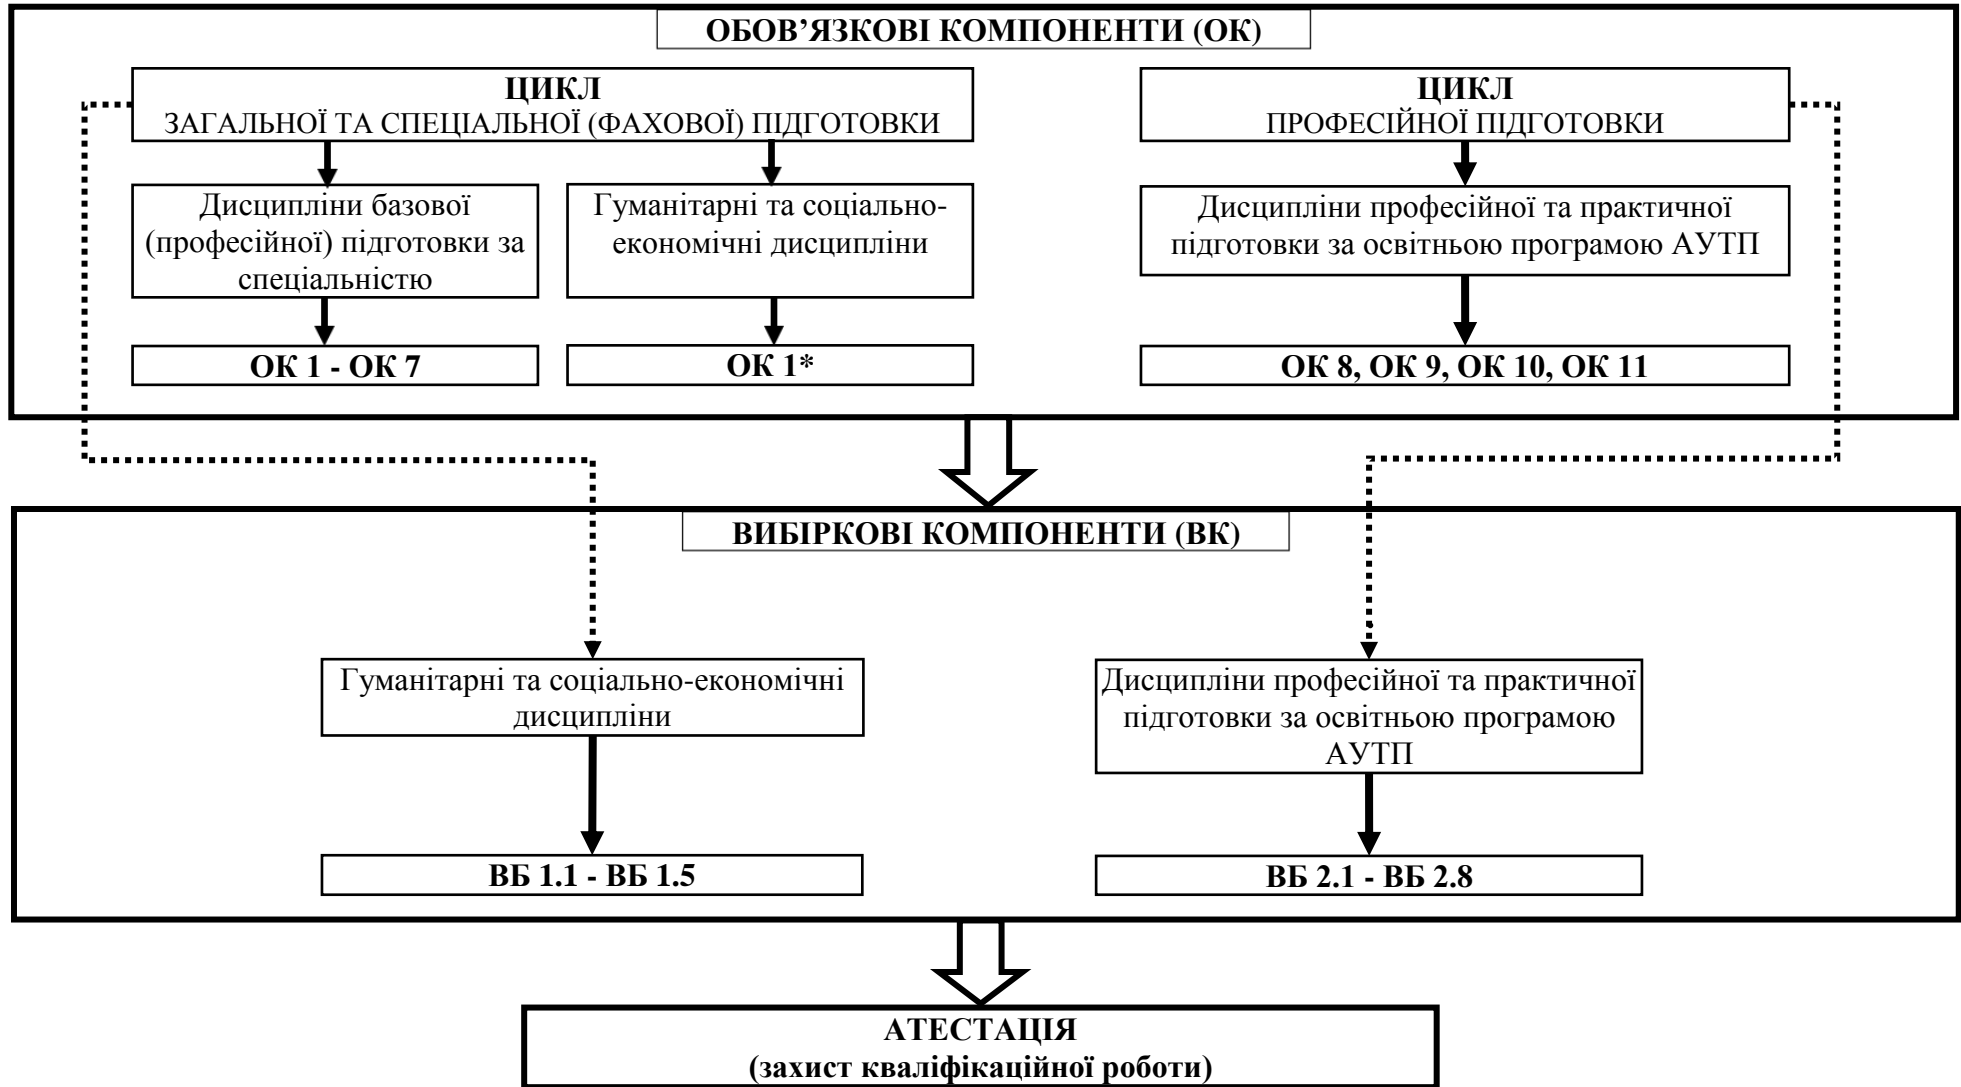 ОБОВ’ЯЗКОВІ КОМПОНЕНТИ (ОК)
ЦИКЛ
ЗАГАЛЬНОЇ ТА СПЕЦІАЛЬНОЇ (ФАХОВОЇ) ПІДГОТОВКИ
ЦИКЛ
ПРОФЕСІЙНОЇ ПІДГОТОВКИ
Дисципліни базової
(професійної) підготовки за
спеціальністю
Гуманітарні та соціально-
економічні дисципліни
Дисципліни професійної та практичної
підготовки за освітньою програмою АУТП
ОК 1 - ОК 7
ОК 1*
ОК 8, ОК 9, ОК 10, ОК 11
ВИБІРКОВІ КОМПОНЕНТИ (ВК)
Гуманітарні та соціально-економічні
дисципліни
Дисципліни професійної та практичної
підготовки за освітньою програмою
АУТП
ВБ 1.1 - ВБ 1.5
ВБ 2.1 - ВБ 2.8
АТЕСТАЦІЯ
(захист кваліфікаційної роботи)